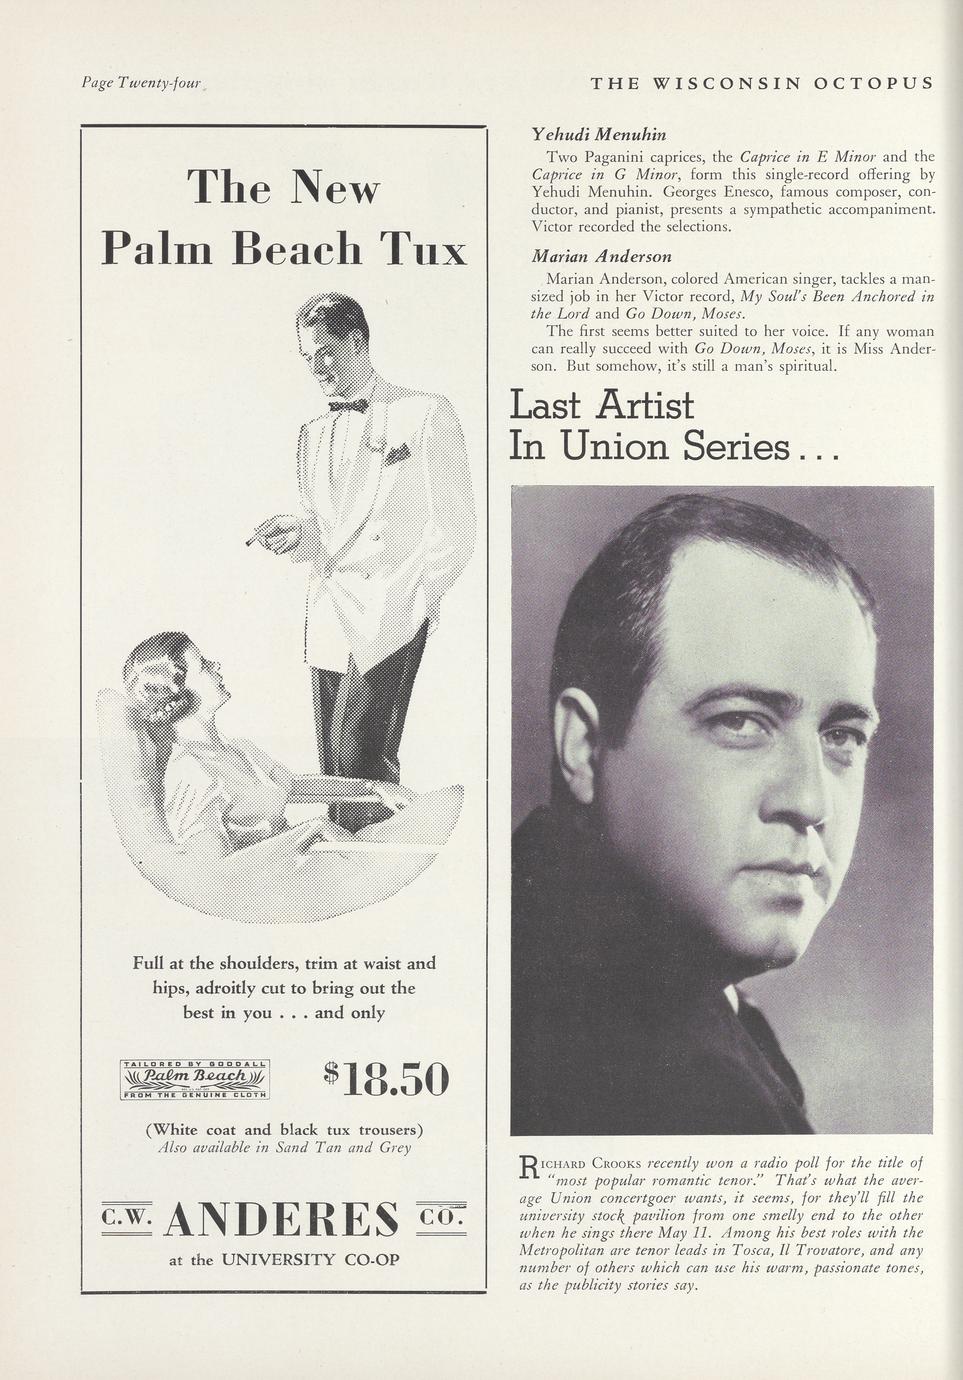 Page Twenty-four
THE WISCONSIN OCTOPUS
The New
Palm Beach Tux
Full at the shoulders, trim at waist and
hips, adroitly cut to bring out the
best in you . . . and only
TAILORED BY GOODALL
Palm Beach
FROM THE GENUINE CLOTH
$18.50
(White coat and black tux trousers)
Also available in Sand Tan and Grey
C.W. ANDERES CO.
at the UNIVERSITY CO-OP
Yehudi Menuhin
Two Paganini caprices, the Caprice in E Minor and the
Caprice in G Minor, form this single-record offering by
Yehudi Menuhin. Georges Enesco, famous composer, con-
ductor, and pianist, presents a sympathetic accompaniment.
Victor recorded the selections.
Marian Anderson
Marian Anderson, colored American singer, tackles a man-
sized job in her Victor record, My Soul's Been Anchored in
the Lord and Go Down, Moses.
The first seems better suited to her voice. If any woman
can really succeed with Go Down, Moses, it is Miss Ander-
son. But somehow, it's still a man's spiritual.
Last Artist
In Union Series . . .
RICHARD CROOKS recently won a radio poll for the title of
"most popular romantic tenor." That's what the aver-
age Union concertgoer wants, it seems, for they'll fill the
university stock pavilion from one smelly end to the other
when he sings there May 11. Among his best roles with the
Metropolitan are tenor leads in Tosca, Il Trovatore, and any
number of others which can use his warm, passionate tones,
as the publicity stories say.